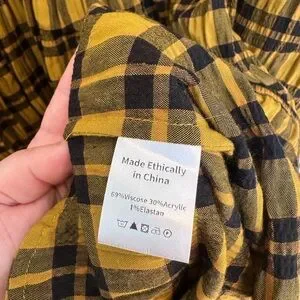 Made Ethically
in China
69%Viscose 30%Acrylic
1%Elastan